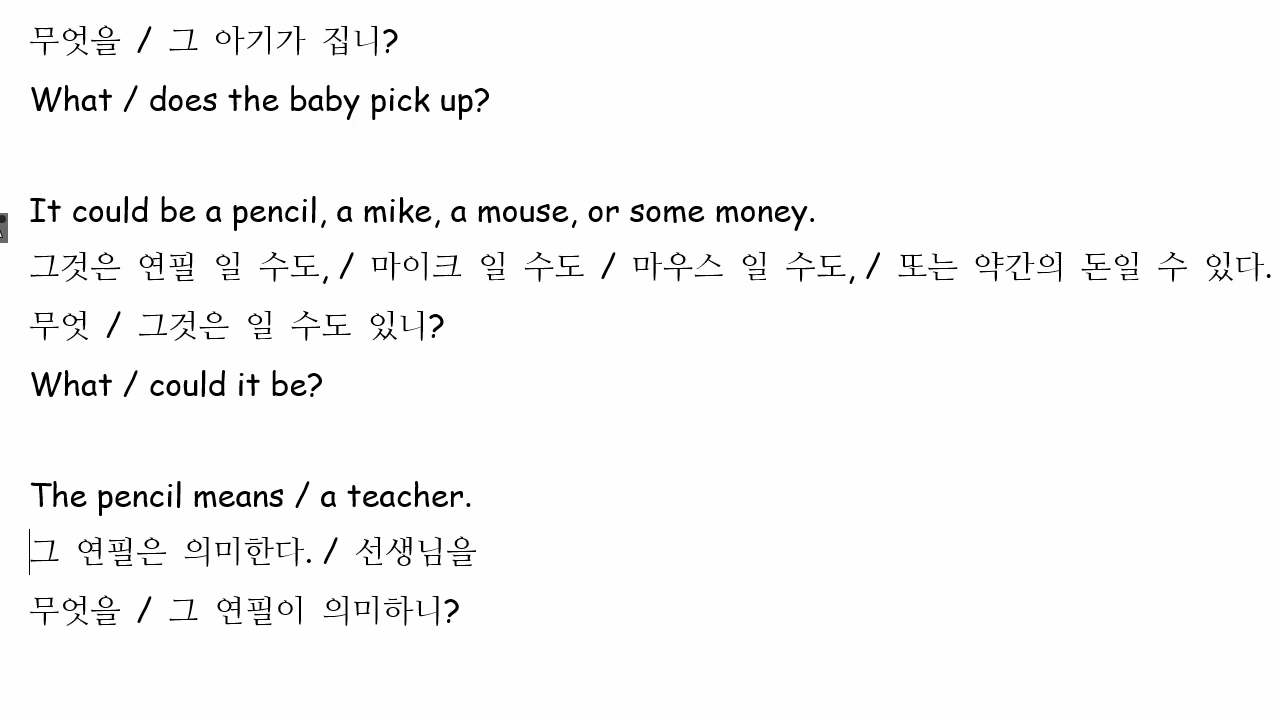 무엇을 / 그 아기가 집니?
What / does the baby pick up?
It could be a pencil, a mike, a mouse, or some money.
그것은 연필 일 수도, / 마이크 일 수도 / 마우스 일 수도, / 또는 약간의 돈일 수 있다.
무엇 / 그것은 일 수도 있니?
What / could it be?
The pencil means / a teacher.
그 연필은 의미한다. / 선생님을
무엇을 / 그 연필이 의미하니?